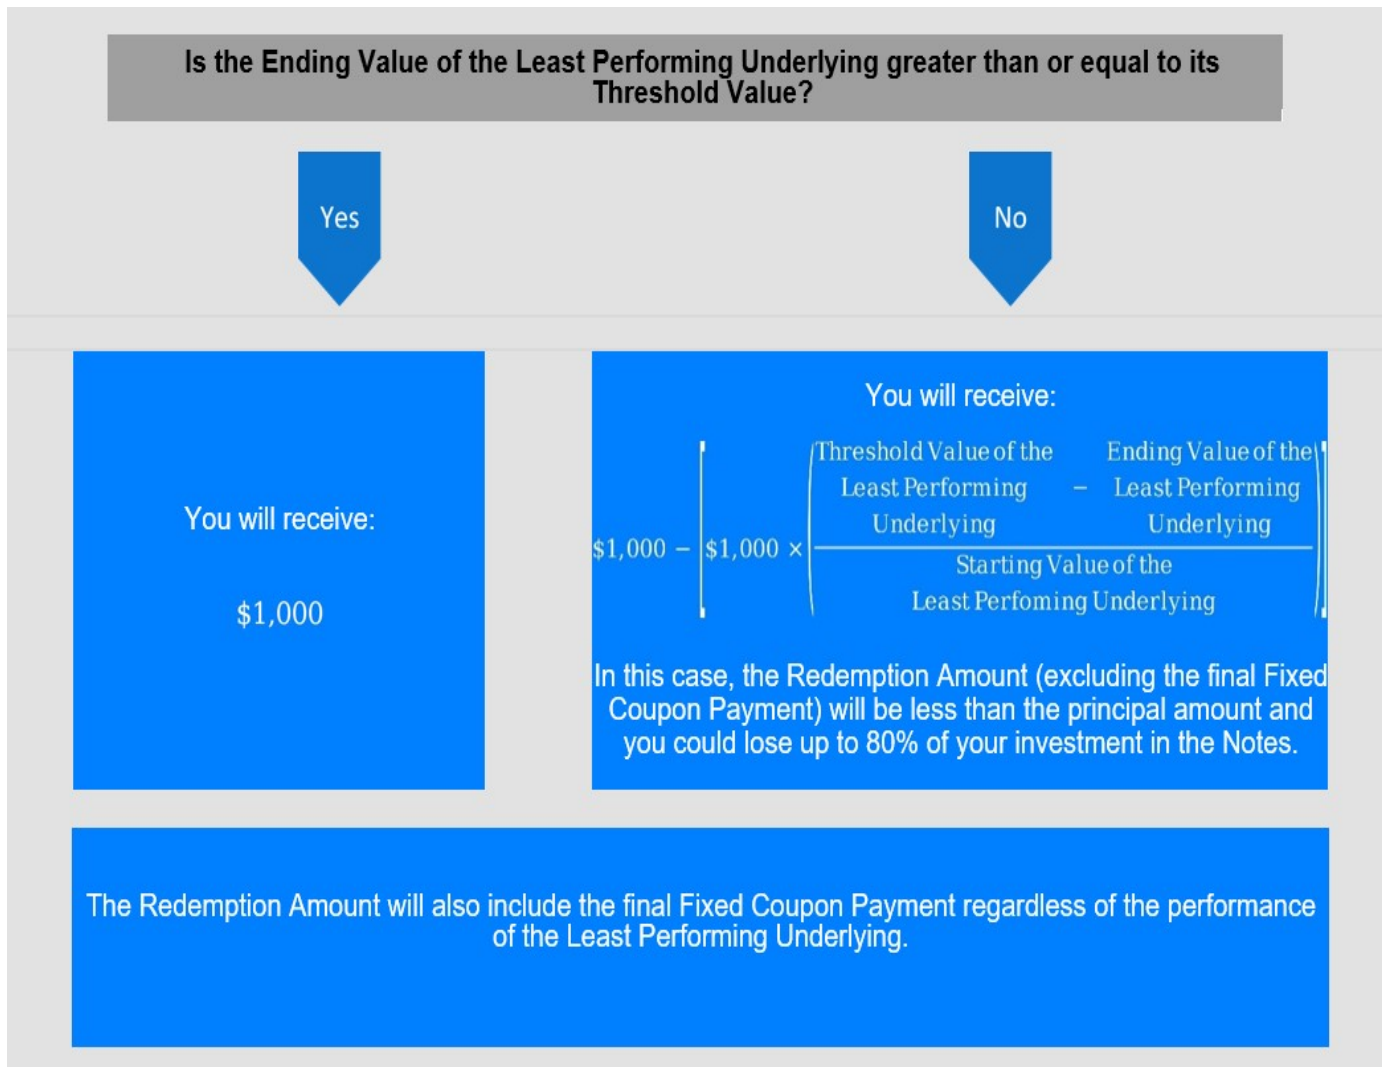 Is the Ending Value of the Least Performing Underlying greater than or equal to its
Threshold Value?
Yes
No
You will receive:
$1,000
You will receive:
$1,000 − [$1,000 × (
Threshold Value of the
Least Performing
Underlying
−
Ending Value of the
Least Performing
Underlying
Starting Value of the
Least Perfoming Underlying
)]
In this case, the Redemption Amount (excluding the final Fixed
Coupon Payment) will be less than the principal amount and
you could lose up to 80% of your investment in the Notes.
The Redemption Amount will also include the final Fixed Coupon Payment regardless of the performance
of the Least Performing Underlying.